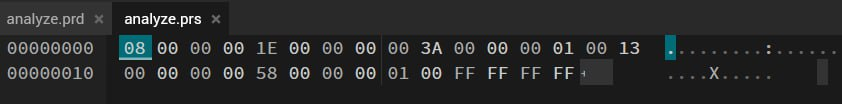 analyze.prd × analyze.prs ×
00000000 08 00 00 00 1E 00 00 00 00 3A 00 00 00 01 00 13 .........:......
00000010 00 00 00 00 58 00 00 00 01 00 FF FF FF FF ....X.....